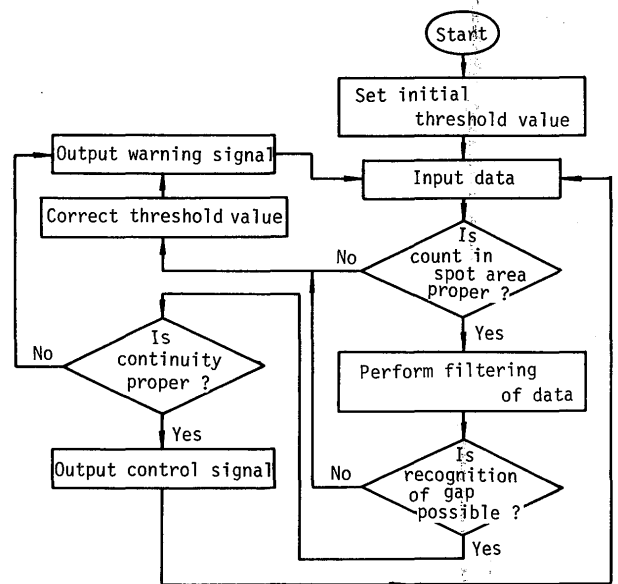 Start
Set initial
threshold value
Output warning signal
Input data
Correct threshold value
Is
count in
spot area
proper ?
No
Yes
Is
continuity
proper ?
No
Yes
Perform filtering
of data
Output control signal
Is
recognition
of gap
possible ?
No
Yes